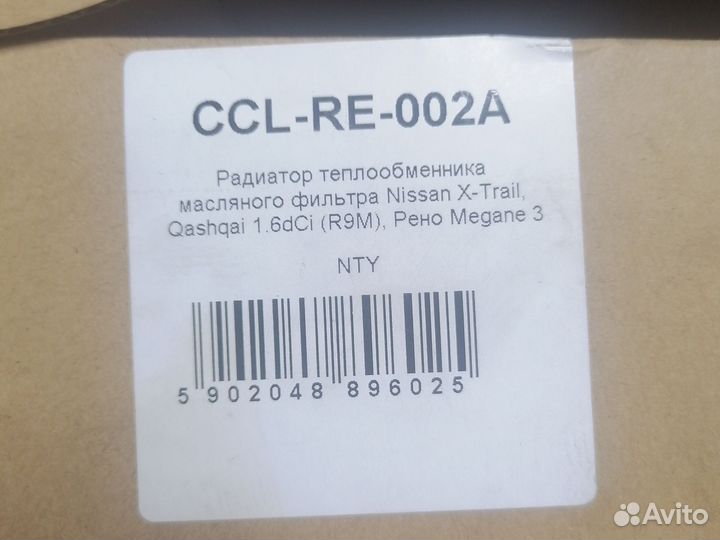 CCL-RE-002A
Радиатор теплообменника
масляного фильтра Nissan X-Trail,
Qashqai 1.6dCi (R9M), Рено Megane 3
NTY
5 902048 896025
Avito